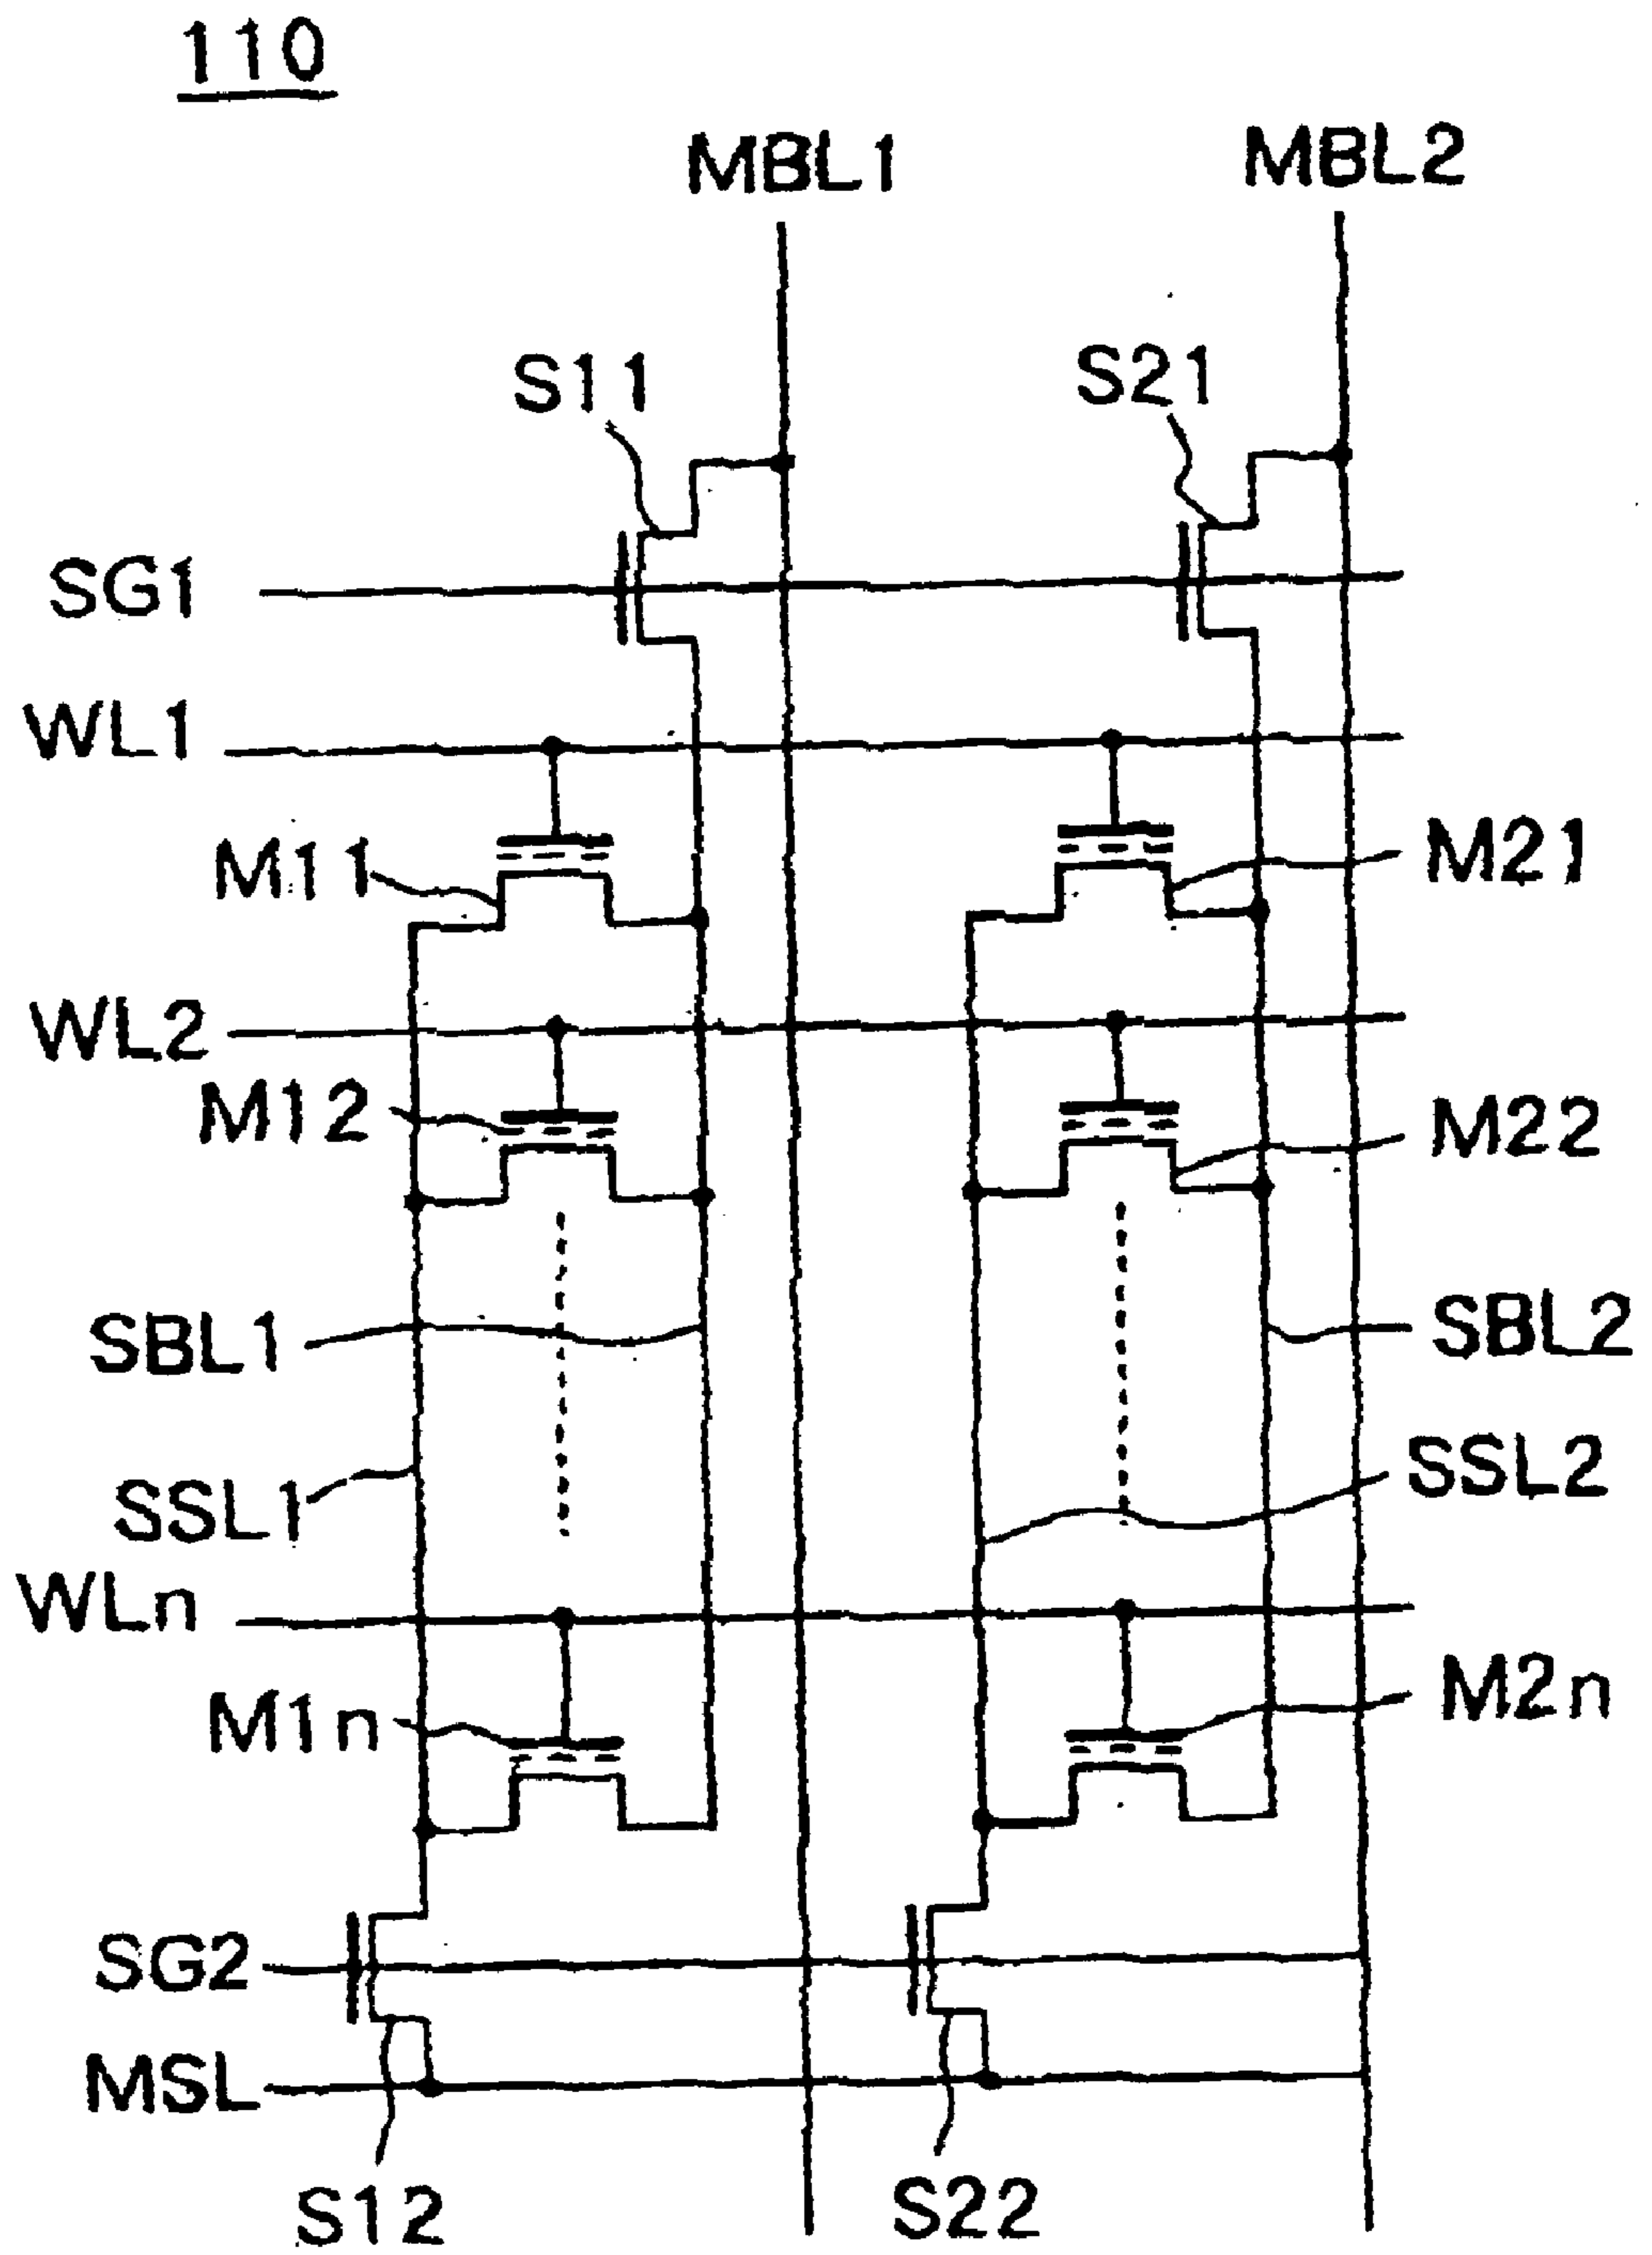 110
MBL1 MBL2
S11 S21
SG1
WL1
M11 M21
WL2
M12 M22
SBL1 SBL2
SSL1 SSL2
WLn
M1n M2n
SG2
MSL
S12 S22